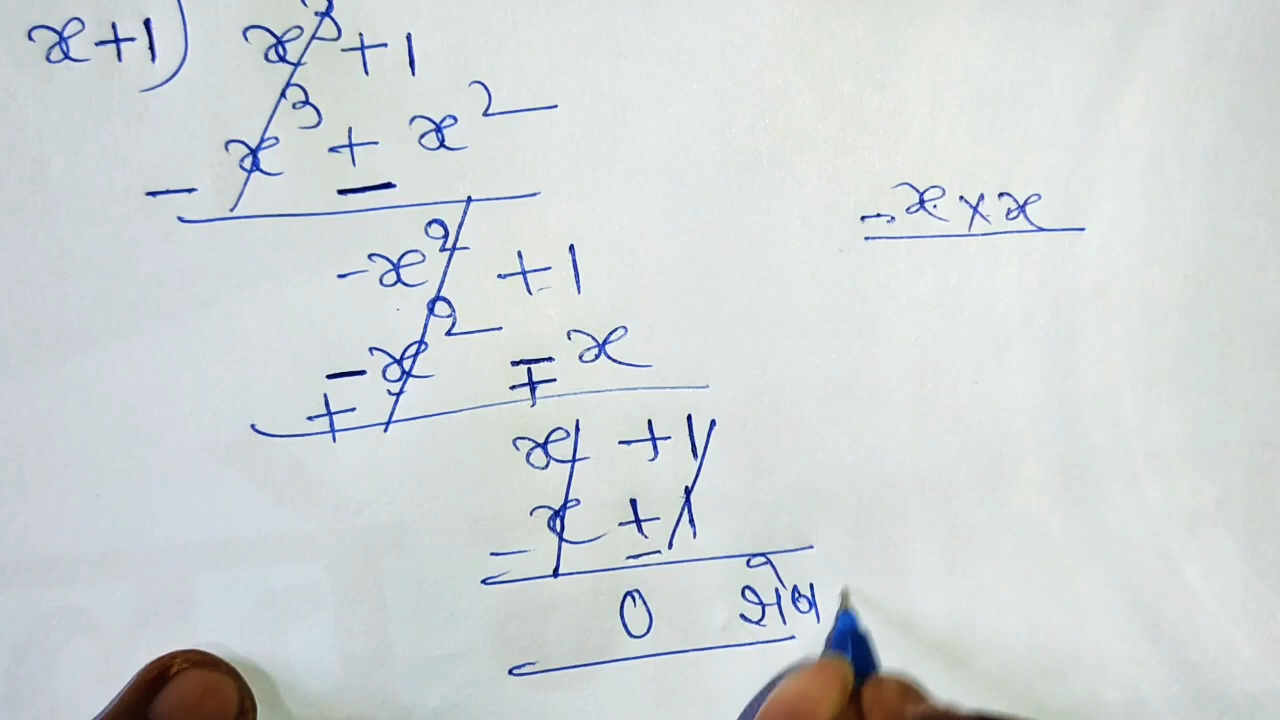 x+1) x³+1
x³ + x²
− −
-x² +1
-x² - x
+ +
x +1
x +1
− −
0
-x × x